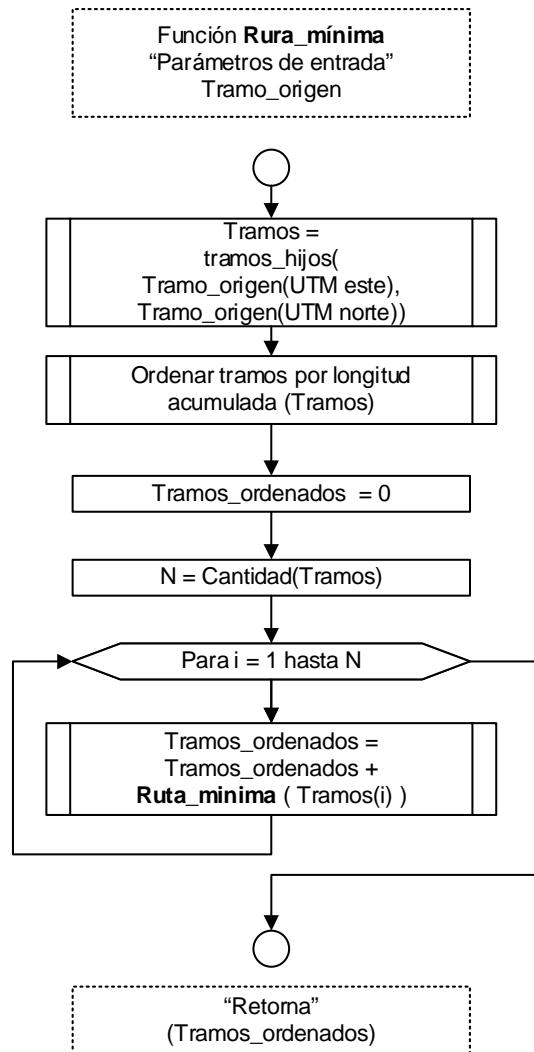 Función Rura_mínima
“Parámetros de entrada”
Tramo_origen
Tramos =
tramos_hijos(
Tramo_origen(UTM este),
Tramo_origen(UTM norte))
Ordenar tramos por longitud
acumulada (Tramos)
Tramos_ordenados = 0
N = Cantidad(Tramos)
Para i = 1 hasta N
Tramos_ordenados =
Tramos_ordenados +
Ruta_minima ( Tramos(i) )
“Retorna”
(Tramos_ordenados)